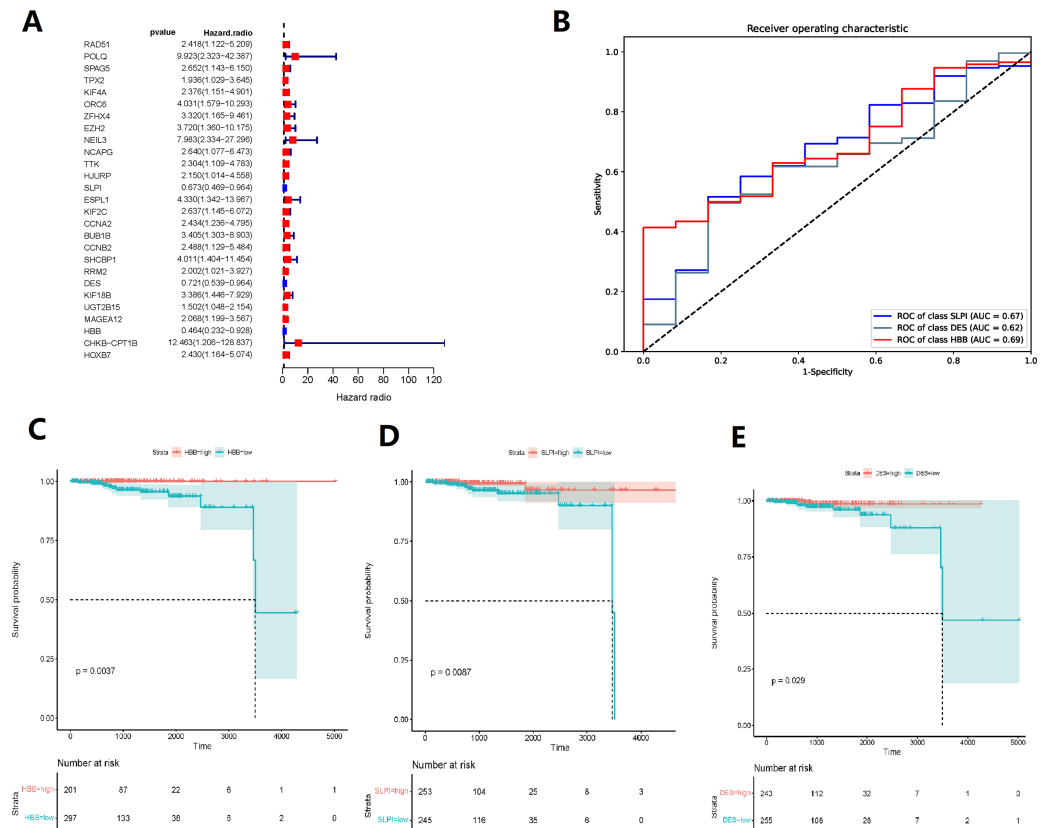 A
pvalue Hazard.radio
RAD51 2.418(1.122−5.209)
POLQ 9.923(2.323−42.387)
SPAG5 2.652(1.143−6.150)
TPX2 1.936(1.029−3.645)
KIF4A 2.376(1.151−4.901)
ORC6 4.031(1.579−10.293)
ZFHX4 3.320(1.165−9.461)
EZH2 3.720(1.360−10.175)
NEIL3 7.983(2.334−27.296)
NCAPG 2.640(1.077−6.473)
TTK 2.304(1.109−4.783)
HJURP 2.150(1.014−4.558)
SLPI 0.673(0.469−0.964)
ESPL1 4.330(1.342−13.967)
KIF2C 2.637(1.145−6.072)
CCNA2 2.434(1.236−4.795)
BUB1B 3.405(1.303−8.903)
CCNB2 2.488(1.129−5.484)
SHCBP1 4.011(1.404−11.454)
RRM2 2.002(1.021−3.927)
DES 0.721(0.539−0.964)
KIF18B 3.386(1.446−7.929)
UGT2B15 1.502(1.048−2.154)
MAGEA12 2.068(1.199−3.567)
HBB 0.464(0.232−0.928)
CHKB−CPT1B 12.463(1.206−128.837)
HOXB7 2.430(1.164−5.074)
0 20 40 60 80 100 120
Hazard radio
B
Receiver operating characteristic
Sensitivity
1.0
0.8
0.6
0.4
0.2
0.0
ROC of class SLPI (AUC = 0.67)
ROC of class DES (AUC = 0.62)
ROC of class HBB (AUC = 0.69)
0.0 0.2 0.4 0.6 0.8 1.0
1-Specificity
C
Strata HBB=high HBB=low
Survival probability
1.00
0.75
0.50
0.25
0.00
p = 0.0037
0 1000 2000 3000 4000 5000
Time
Number at risk
Strata
HBB=high 201 87 22 6 1 1
HBB=low 297 133 38 8 2 0
D
Strata SLPI=high SLPI=low
Survival probability
1.00
0.75
0.50
0.25
0.00
p = 0.0087
0 1000 2000 3000 4000
Time
Number at risk
Strata
SLPI=high 253 104 25 8 3
SLPI=low 245 116 35 6 0
E
Strata DES=high DES=low
Survival probability
1.00
0.75
0.50
0.25
0.00
p = 0.029
0 1000 2000 3000 4000 5000
Time
Number at risk
Strata
DES=high 243 112 32 7 1 0
DES=low 255 108 28 7 2 1